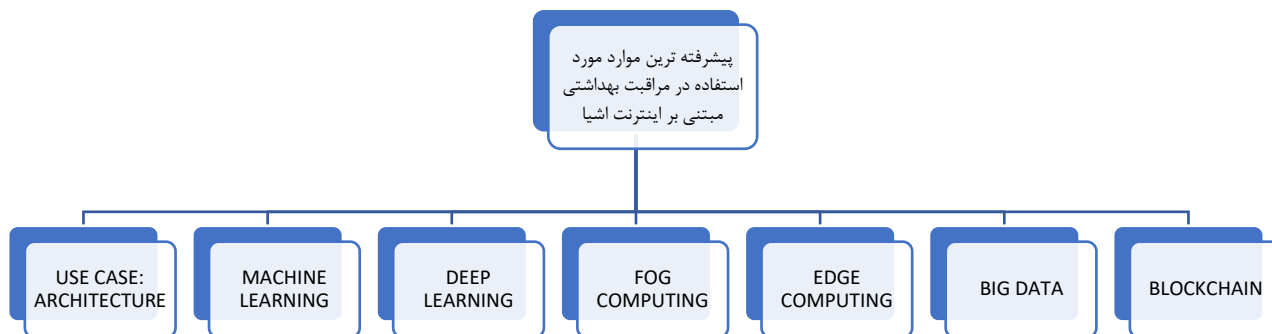 پیشرفته ترین موارد مورد
استفاده در مراقبت بهداشتی
مبتنی بر اینترنت اشیا
USE CASE:
ARCHITECTURE
MACHINE
LEARNING
DEEP
LEARNING
FOG
COMPUTING
EDGE
COMPUTING
BIG DATA
BLOCKCHAIN